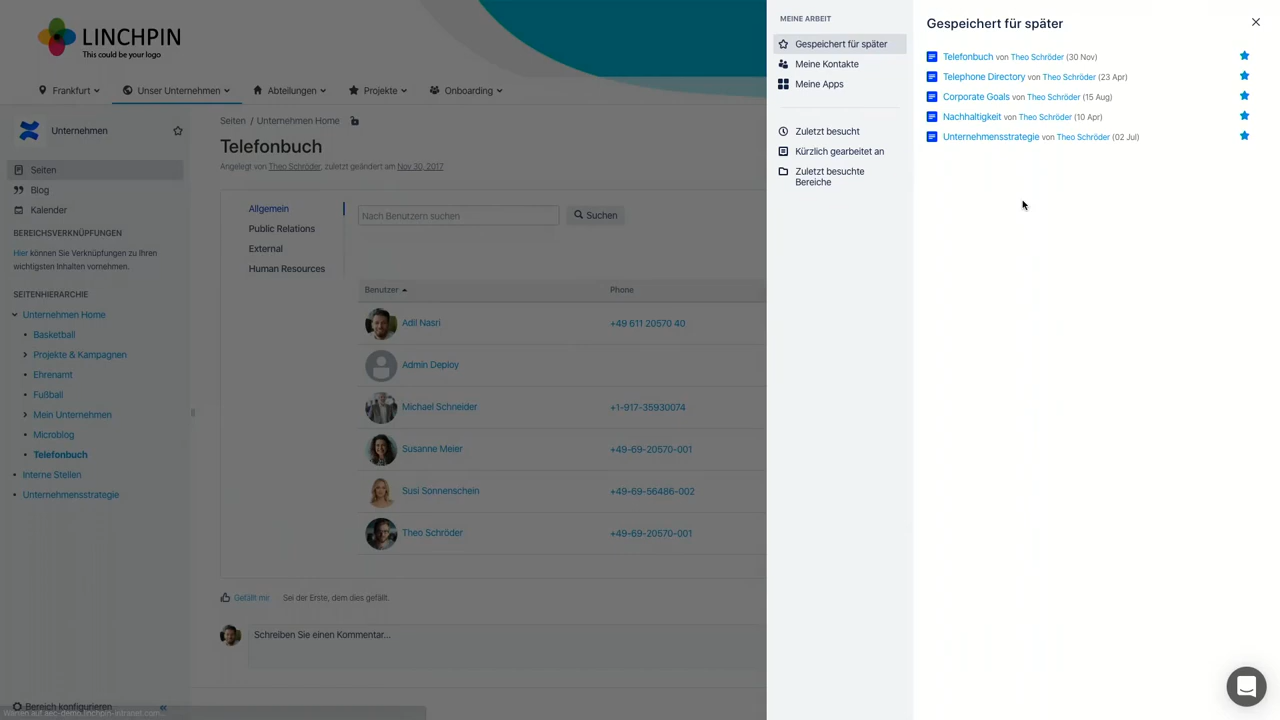 LINCHPIN
This could be your logo
Frankfurt
Unser Unternehmen
Abteilungen
Projekte
Onboarding
Unternehmen
Seiten
Blog
Kalender
BEREICHSVERKNÜPFUNGEN
Hier können Sie Verknüpfungen zu Ihren
wichtigsten Inhalten vornehmen.
SEITENHIERARCHIE
Unternehmen Home
Basketball
Projekte & Kampagnen
Ehrenamt
Fußball
Mein Unternehmen
Microblog
Telefonbuch
Interne Stellen
Unternehmensstrategie
Bereich konfigurieren
Warten auf aec-demo.linchpin-intranet.com...
Seiten / Unternehmen Home
Telefonbuch
Angelegt von Theo Schröder, zuletzt geändert am Nov 30, 2017
Allgemein
Public Relations
External
Human Resources
Nach Benutzern suchen
Suchen
Benutzer Phone
Adil Nasri +49 611 20570 40
Admin Deploy
Michael Schneider +1-917-35930074
Susanne Meier +49-69-20570-001
Susi Sonnenschein +49-69-56486-002
Theo Schröder +49-69-20570-001
Gefällt mir Sei der Erste, dem dies gefällt.
Schreiben Sie einen Kommentar...
MEINE ARBEIT
Gespeichert für später
Meine Kontakte
Meine Apps
Zuletzt besucht
Kürzlich gearbeitet an
Zuletzt besuchte
Bereiche
Gespeichert für später
Telefonbuch von Theo Schröder (30 Nov)
Telephone Directory von Theo Schröder (23 Apr)
Corporate Goals von Theo Schröder (15 Aug)
Nachhaltigkeit von Theo Schröder (10 Apr)
Unternehmensstrategie von Theo Schröder (02 Jul)